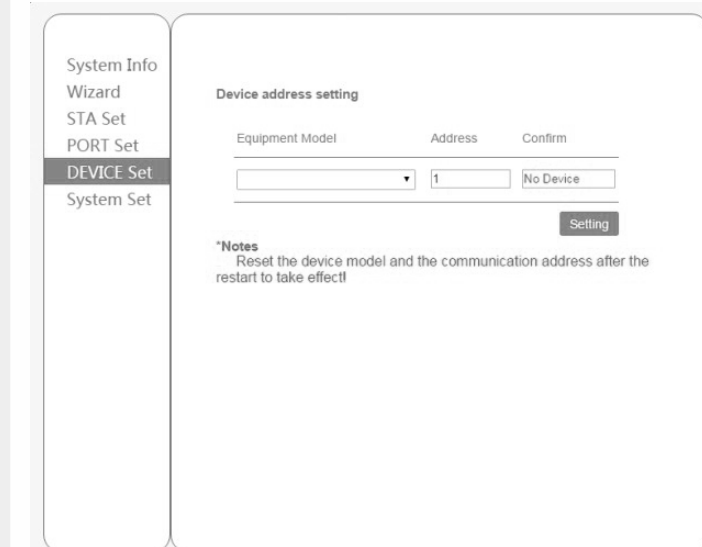 System Info
Wizard
STA Set
PORT Set
DEVICE Set
System Set
Device address setting
Equipment Model Address Confirm
1 No Device
Setting
*Notes
Reset the device model and the communication address after the
restart to take effect!